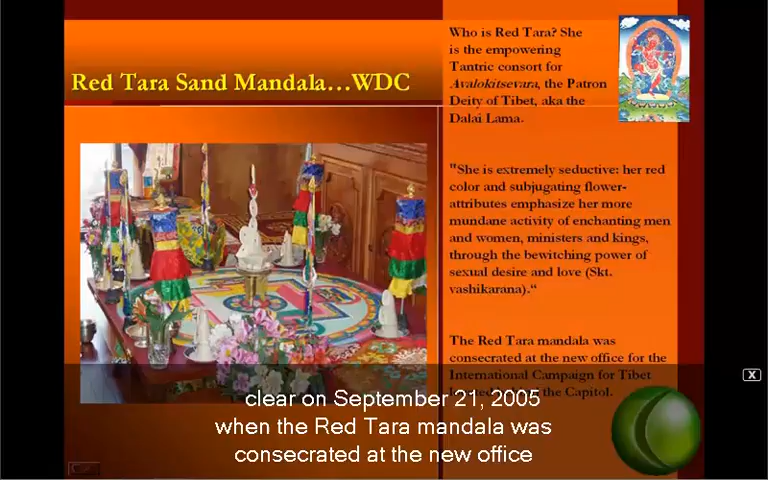 Red Tara Sand Mandala…WDC
Who is Red Tara? She
is the empowering
Tantric consort for
Avalokitsevara, the Patron
Deity of Tibet, aka the
Dalai Lama.
"She is extremely seductive: her red
color and subjugating flower-
attributes emphasize her more
mundane activity of enchanting men
and women, ministers and kings,
through the bewitching power of
sexual desire and love (Skt.
vashikarana)."
The Red Tara mandala was
consecrated at the new office for the
International Campaign for Tibet
the Capitol.
clear on September 21, 2005
when the Red Tara mandala was
consecrated at the new office
X